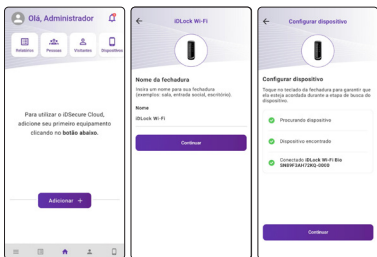 Olá, Administrador
Relatórios
Pessoas
Visitantes
Dispositivos
Para utilizar o iDSecure Cloud,
adicione seu primeiro equipamento
clicando no botão abaixo.
Adicionar +
iDLock Wi-Fi
Nome da fechadura
Insira um nome para sua fechadura
(exemplos: sala, entrada social, escritório).
Nome
iDLock Wi-Fi
Continuar
Configurar dispositivo
Configurar dispositivo
Toque no teclado da fechadura para garantir que
ela esteja acordada durante a etapa de busca do
dispositivo.
Procurando dispositivo
Dispositivo encontrado
Conectado iDLock Wi-Fi Bio
Continuar